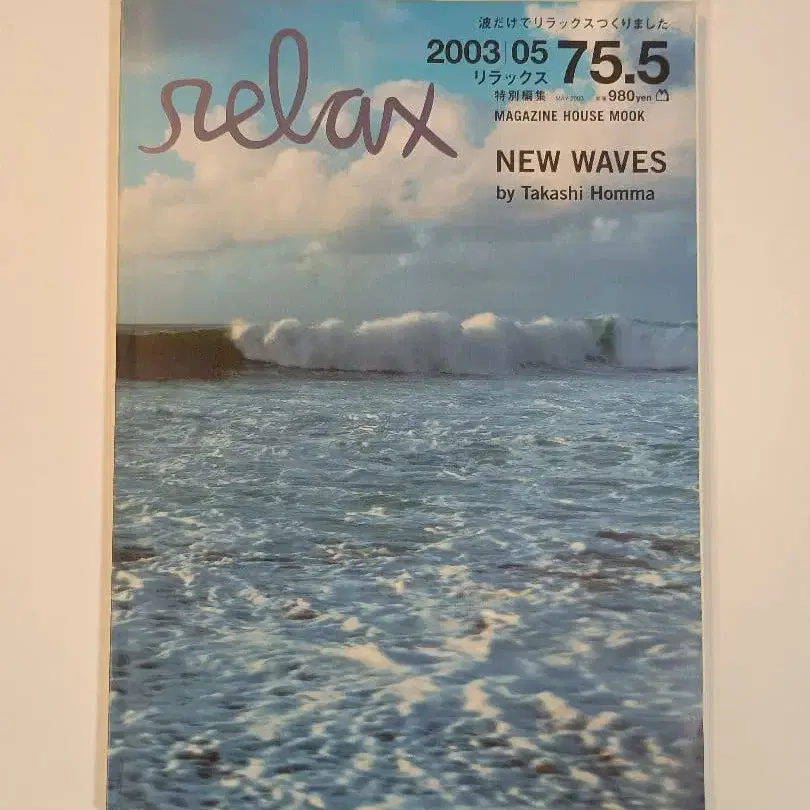 波だけでリラックスつくりました
relax
2003|05 75.5
リラックス
特別編集 MAY 2003 980yen
MAGAZINE HOUSE MOOK
NEW WAVES
by Takashi Homma